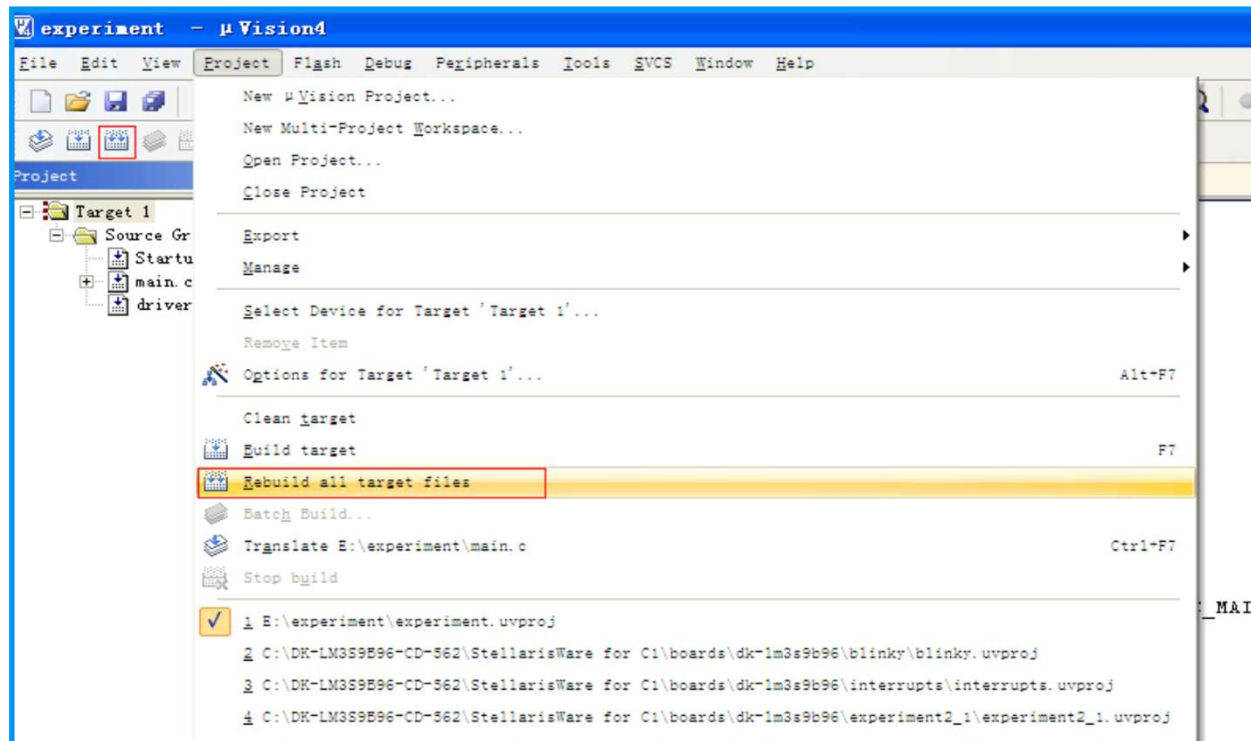 experiment - μVision4
File Edit View Project Flash Debug Peripherals Tools SVCS Window Help
New μVision Project...
New Multi-Project Workspace...
Open Project...
Close Project
Project
Target 1
Source Gr
Startu
main.c
driver
Export
Manage
Select Device for Target 'Target 1'...
Remove Item
Options for Target 'Target 1'... Alt+F7
Clean target
Build target F7
Rebuild all target files
Batch Build...
Translate E:\experiment\main.c Ctrl+F7
Stop build
1 E:\experiment\experiment.uvproj
_MAI
2 C:\DK-LM3S9B96-CD-562\StellarisWare for C1\boards\dk-lm3s9b96\blinky\blinky.uvproj
3 C:\DK-LM3S9B96-CD-562\StellarisWare for C1\boards\dk-lm3s9b96\interrupts\interrupts.uvproj
4 C:\DK-LM3S9B96-CD-562\StellarisWare for C1\boards\dk-lm3s9b96\experiment2_1\experiment2_1.uvproj